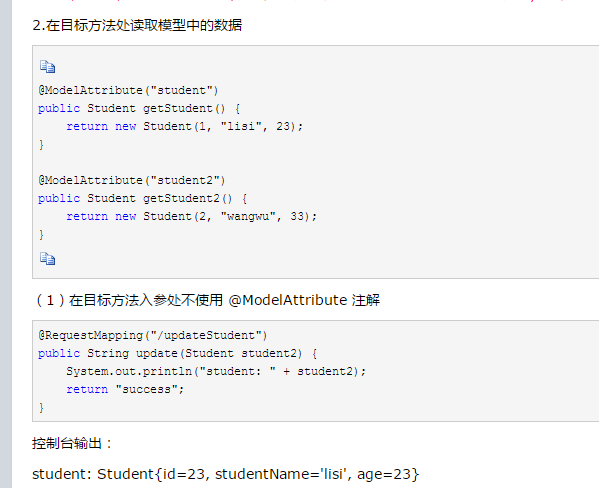 2.在目标方法处读取模型中的数据
@ModelAttribute("student")
public Student getStudent() {
    return new Student(1, "lisi", 23);
}
@ModelAttribute("student2")
public Student getStudent2() {
    return new Student(2, "wangwu", 33);
}
（1）在目标方法入参处不使用 @ModelAttribute 注解
@RequestMapping("/updateStudent")
public String update(Student student2) {
    System.out.println("student: " + student2);
    return "success";
}
控制台输出：
student: Student{id=23, studentName='lisi', age=23}